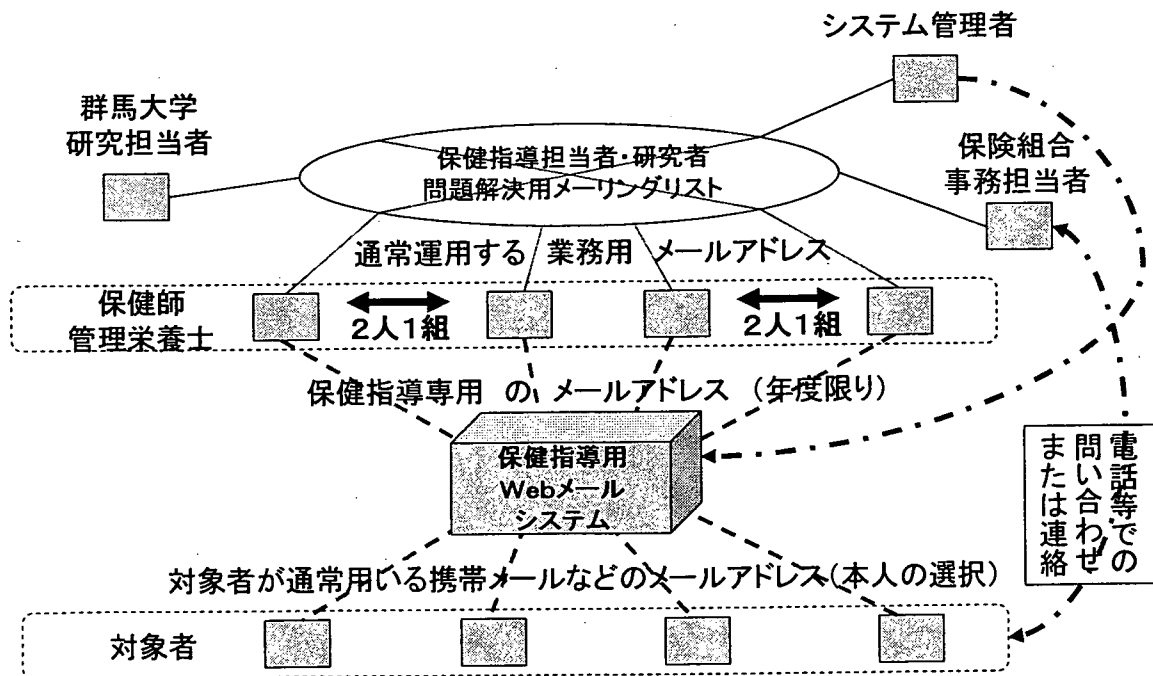 システム管理者
群馬大学
研究担当者
保健指導担当者・研究者
問題解決用メーリングリスト
保険組合
事務担当者
通常運用する 業務用 メールアドレス
保健師
管理栄養士
2人1組
2人1組
保健指導専用 の メールアドレス (年度限り)
保健指導用
Webメール
システム
電話等での
問い合わせ
または連絡
対象者が通常用いる携帯メールなどのメールアドレス(本人の選択)
対象者